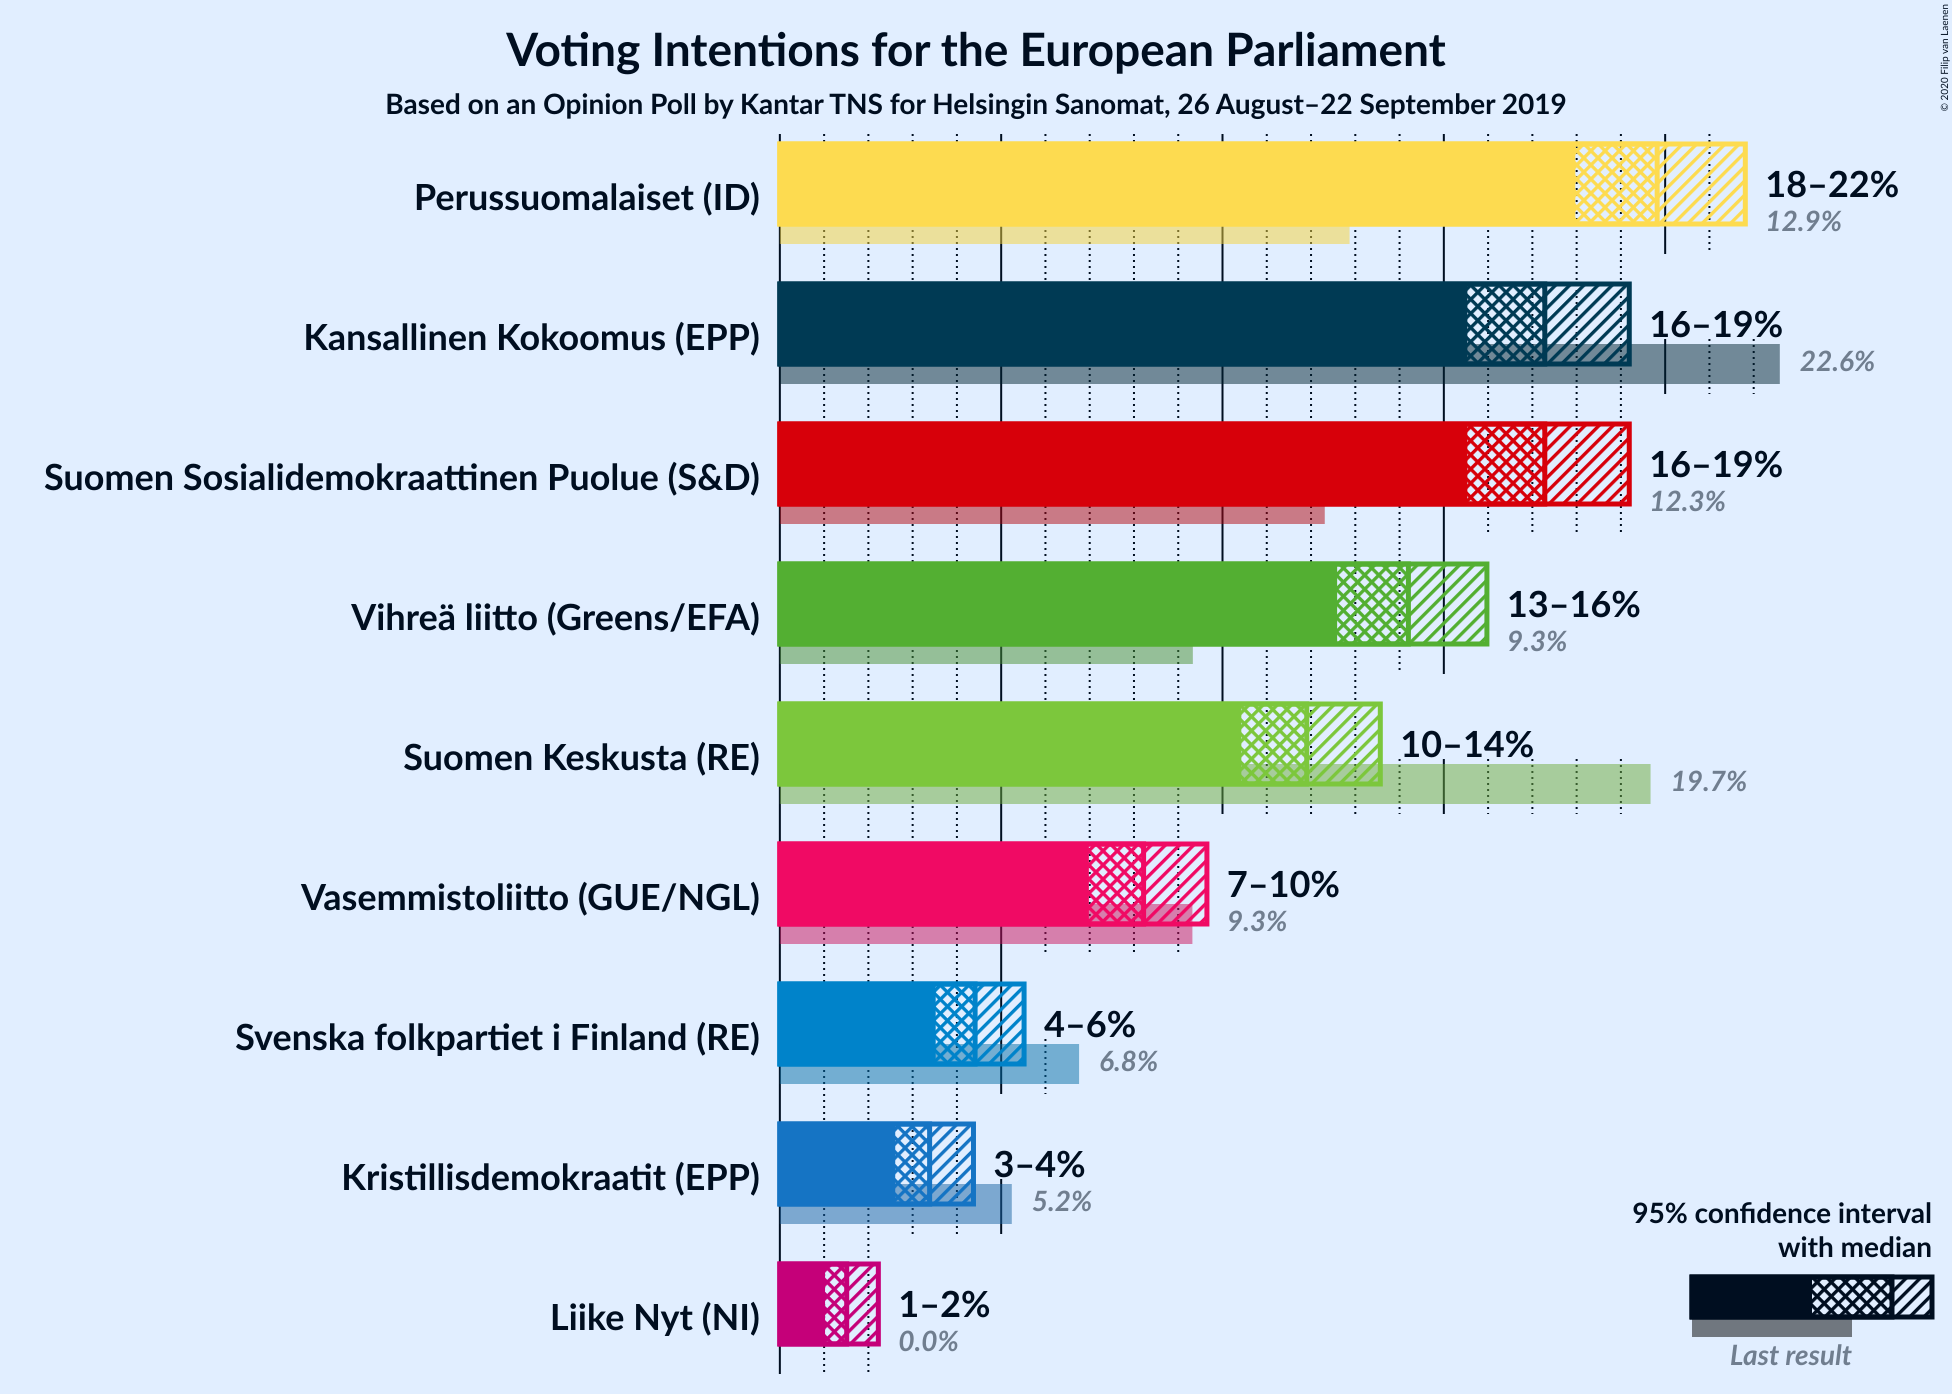 Voting Intentions for the European Parliament
Based on an Opinion Poll by Kantar TNS for Helsingin Sanomat, 26 August–22 September 2019
© 2020 Filip van Laenen
Perussuomalaiset (ID)
18–22%
12.9%
Kansallinen Kokoomus (EPP)
16–19%
22.6%
Suomen Sosialidemokraattinen Puolue (S&D)
16–19%
12.3%
Vihreä liitto (Greens/EFA)
13–16%
9.3%
Suomen Keskusta (RE)
10–14%
19.7%
Vasemmistoliitto (GUE/NGL)
7–10%
9.3%
Svenska folkpartiet i Finland (RE)
4–6%
6.8%
Kristillisdemokraatit (EPP)
3–4%
5.2%
Liike Nyt (NI)
1–2%
0.0%
95% confidence interval
with median
Last result